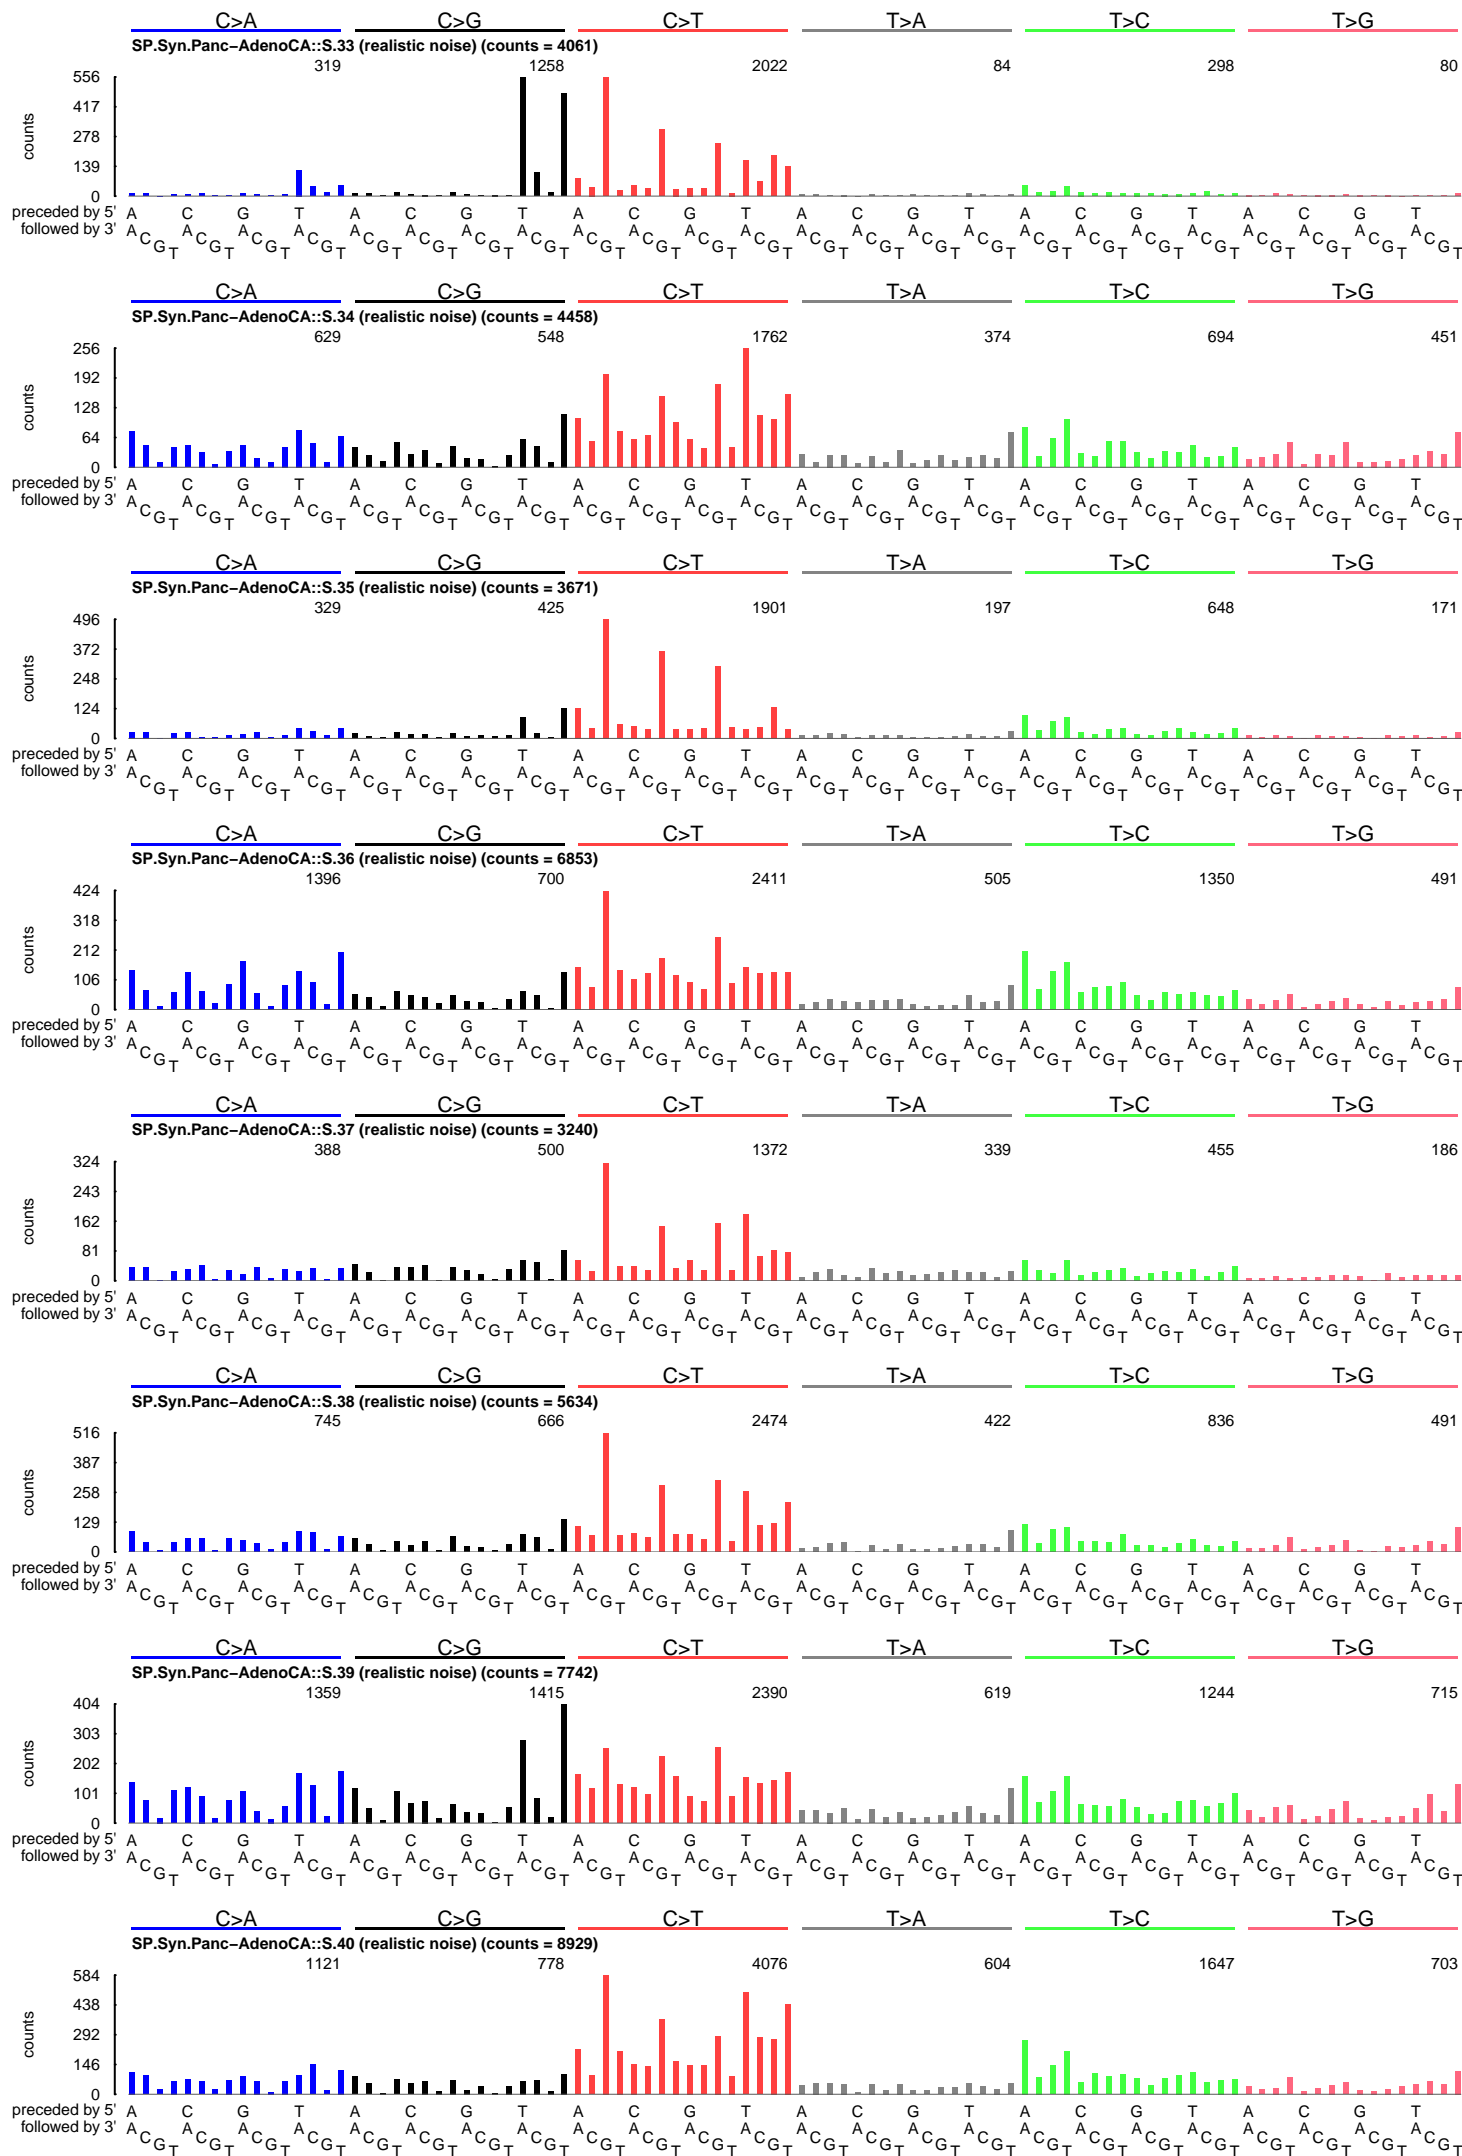 C>A C>G C>T T>A T>C T>G
SP.Syn.Panc−AdenoCA::S.33 (realistic noise) (counts = 4061)
319 1258 2022 84 298 80
556
417
278
139
0
counts
preceded by 5' A C G T A C G T A C G T A C G T A C G T A C G T
followed by 3' A C G T A C G T A C G T A C G T A C G T A C G T A C G T A C G T A C G T A C G T A C G T A C G T A C G T A C G T A C G T A C G T A C G T A C G T A C G T A C G T A C G T A C G T A C G T A C G T
C>A C>G C>T T>A T>C T>G
SP.Syn.Panc−AdenoCA::S.34 (realistic noise) (counts = 4458)
629 548 1762 374 694 451
256
192
128
64
0
counts
preceded by 5' A C G T A C G T A C G T A C G T A C G T A C G T
followed by 3' A C G T A C G T A C G T A C G T A C G T A C G T A C G T A C G T A C G T A C G T A C G T A C G T A C G T A C G T A C G T A C G T A C G T A C G T A C G T A C G T A C G T A C G T A C G T A C G T
C>A C>G C>T T>A T>C T>G
SP.Syn.Panc−AdenoCA::S.35 (realistic noise) (counts = 3671)
329 425 1901 197 648 171
496
372
248
124
0
counts
preceded by 5' A C G T A C G T A C G T A C G T A C G T A C G T
followed by 3' A C G T A C G T A C G T A C G T A C G T A C G T A C G T A C G T A C G T A C G T A C G T A C G T A C G T A C G T A C G T A C G T A C G T A C G T A C G T A C G T A C G T A C G T A C G T A C G T
C>A C>G C>T T>A T>C T>G
SP.Syn.Panc−AdenoCA::S.36 (realistic noise) (counts = 6853)
1396 700 2411 505 1350 491
424
318
212
106
0
counts
preceded by 5' A C G T A C G T A C G T A C G T A C G T A C G T
followed by 3' A C G T A C G T A C G T A C G T A C G T A C G T A C G T A C G T A C G T A C G T A C G T A C G T A C G T A C G T A C G T A C G T A C G T A C G T A C G T A C G T A C G T A C G T A C G T A C G T
C>A C>G C>T T>A T>C T>G
SP.Syn.Panc−AdenoCA::S.37 (realistic noise) (counts = 3240)
388 500 1372 339 455 186
324
243
162
81
0
counts
preceded by 5' A C G T A C G T A C G T A C G T A C G T A C G T
followed by 3' A C G T A C G T A C G T A C G T A C G T A C G T A C G T A C G T A C G T A C G T A C G T A C G T A C G T A C G T A C G T A C G T A C G T A C G T A C G T A C G T A C G T A C G T A C G T A C G T
C>A C>G C>T T>A T>C T>G
SP.Syn.Panc−AdenoCA::S.38 (realistic noise) (counts = 5634)
745 666 2474 422 836 491
516
387
258
129
0
counts
preceded by 5' A C G T A C G T A C G T A C G T A C G T A C G T
followed by 3' A C G T A C G T A C G T A C G T A C G T A C G T A C G T A C G T A C G T A C G T A C G T A C G T A C G T A C G T A C G T A C G T A C G T A C G T A C G T A C G T A C G T A C G T A C G T A C G T
C>A C>G C>T T>A T>C T>G
SP.Syn.Panc−AdenoCA::S.39 (realistic noise) (counts = 7742)
1359 1415 2390 619 1244 715
404
303
202
101
0
counts
preceded by 5' A C G T A C G T A C G T A C G T A C G T A C G T
followed by 3' A C G T A C G T A C G T A C G T A C G T A C G T A C G T A C G T A C G T A C G T A C G T A C G T A C G T A C G T A C G T A C G T A C G T A C G T A C G T A C G T A C G T A C G T A C G T A C G T
C>A C>G C>T T>A T>C T>G
SP.Syn.Panc−AdenoCA::S.40 (realistic noise) (counts = 8929)
1121 778 4076 604 1647 703
584
438
292
146
0
counts
preceded by 5' A C G T A C G T A C G T A C G T A C G T A C G T
followed by 3' A C G T A C G T A C G T A C G T A C G T A C G T A C G T A C G T A C G T A C G T A C G T A C G T A C G T A C G T A C G T A C G T A C G T A C G T A C G T A C G T A C G T A C G T A C G T A C G T